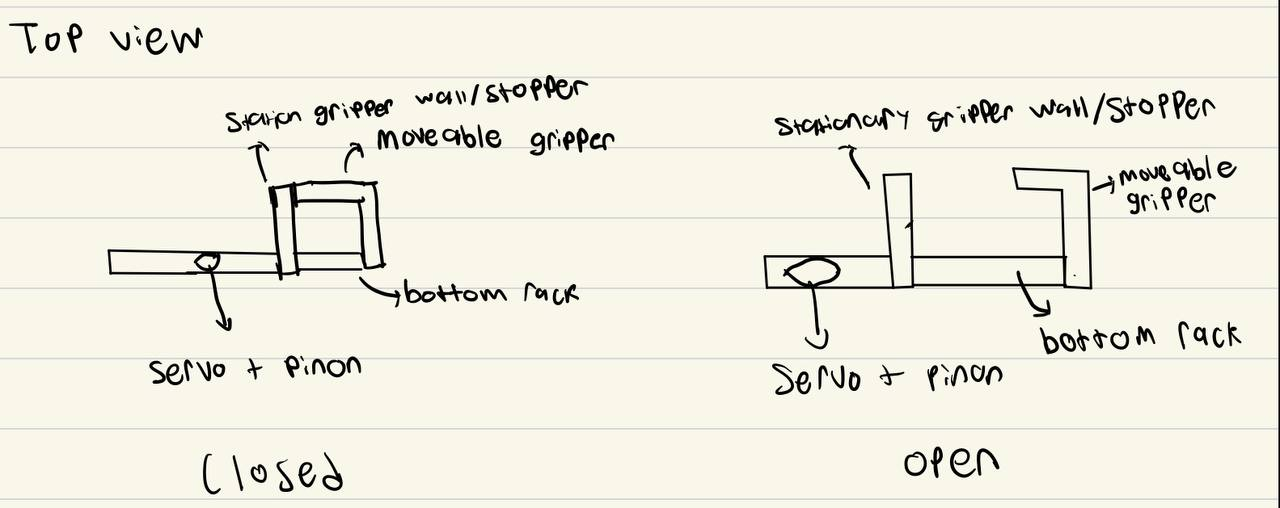 Top view
Station gripper wall/stopper
moveable gripper
bottom rack
servo + pinon
Closed
Stationary gripper wall/stopper
moveable
gripper
bottom rack
servo + pinon
open